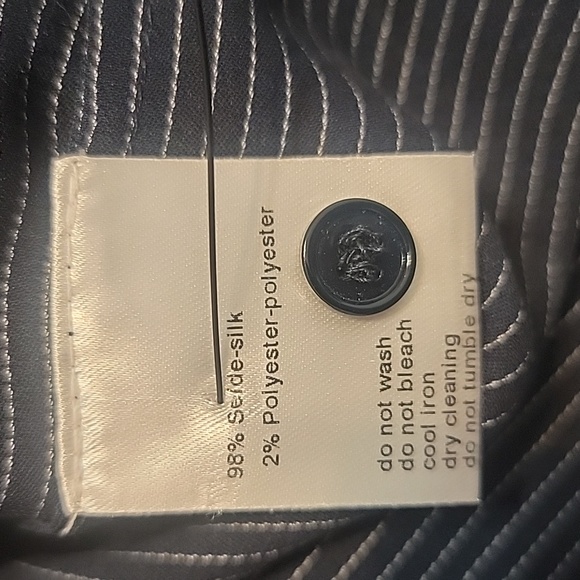 98% Seide-silk
2% Polyester-polyester
do not wash
do not bleach
cool iron
dry cleaning
do not tumble dry